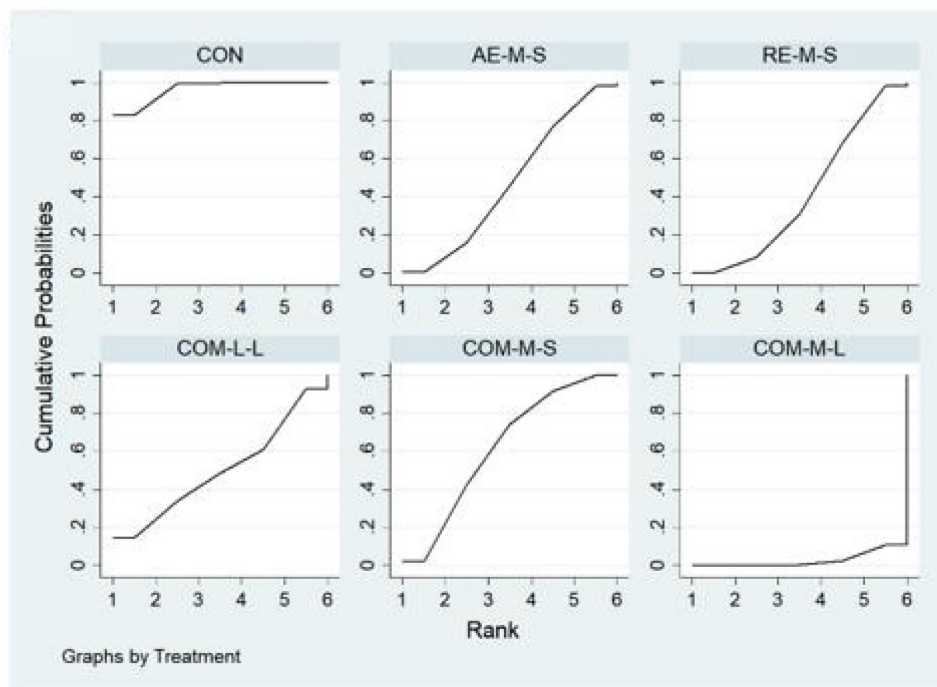 CON AE-M-S RE-M-S
Cumulative Probabilities
0 .2 .4 .6 .8 1
1 2 3 4 5 6
0 .2 .4 .6 .8 1
1 2 3 4 5 6
0 .2 .4 .6 .8 1
1 2 3 4 5 6
COM-L-L COM-M-S COM-M-L
0 .2 .4 .6 .8 1
1 2 3 4 5 6
0 .2 .4 .6 .8 1
1 2 3 4 5 6
0 .2 .4 .6 .8 1
1 2 3 4 5 6
Rank
Graphs by Treatment